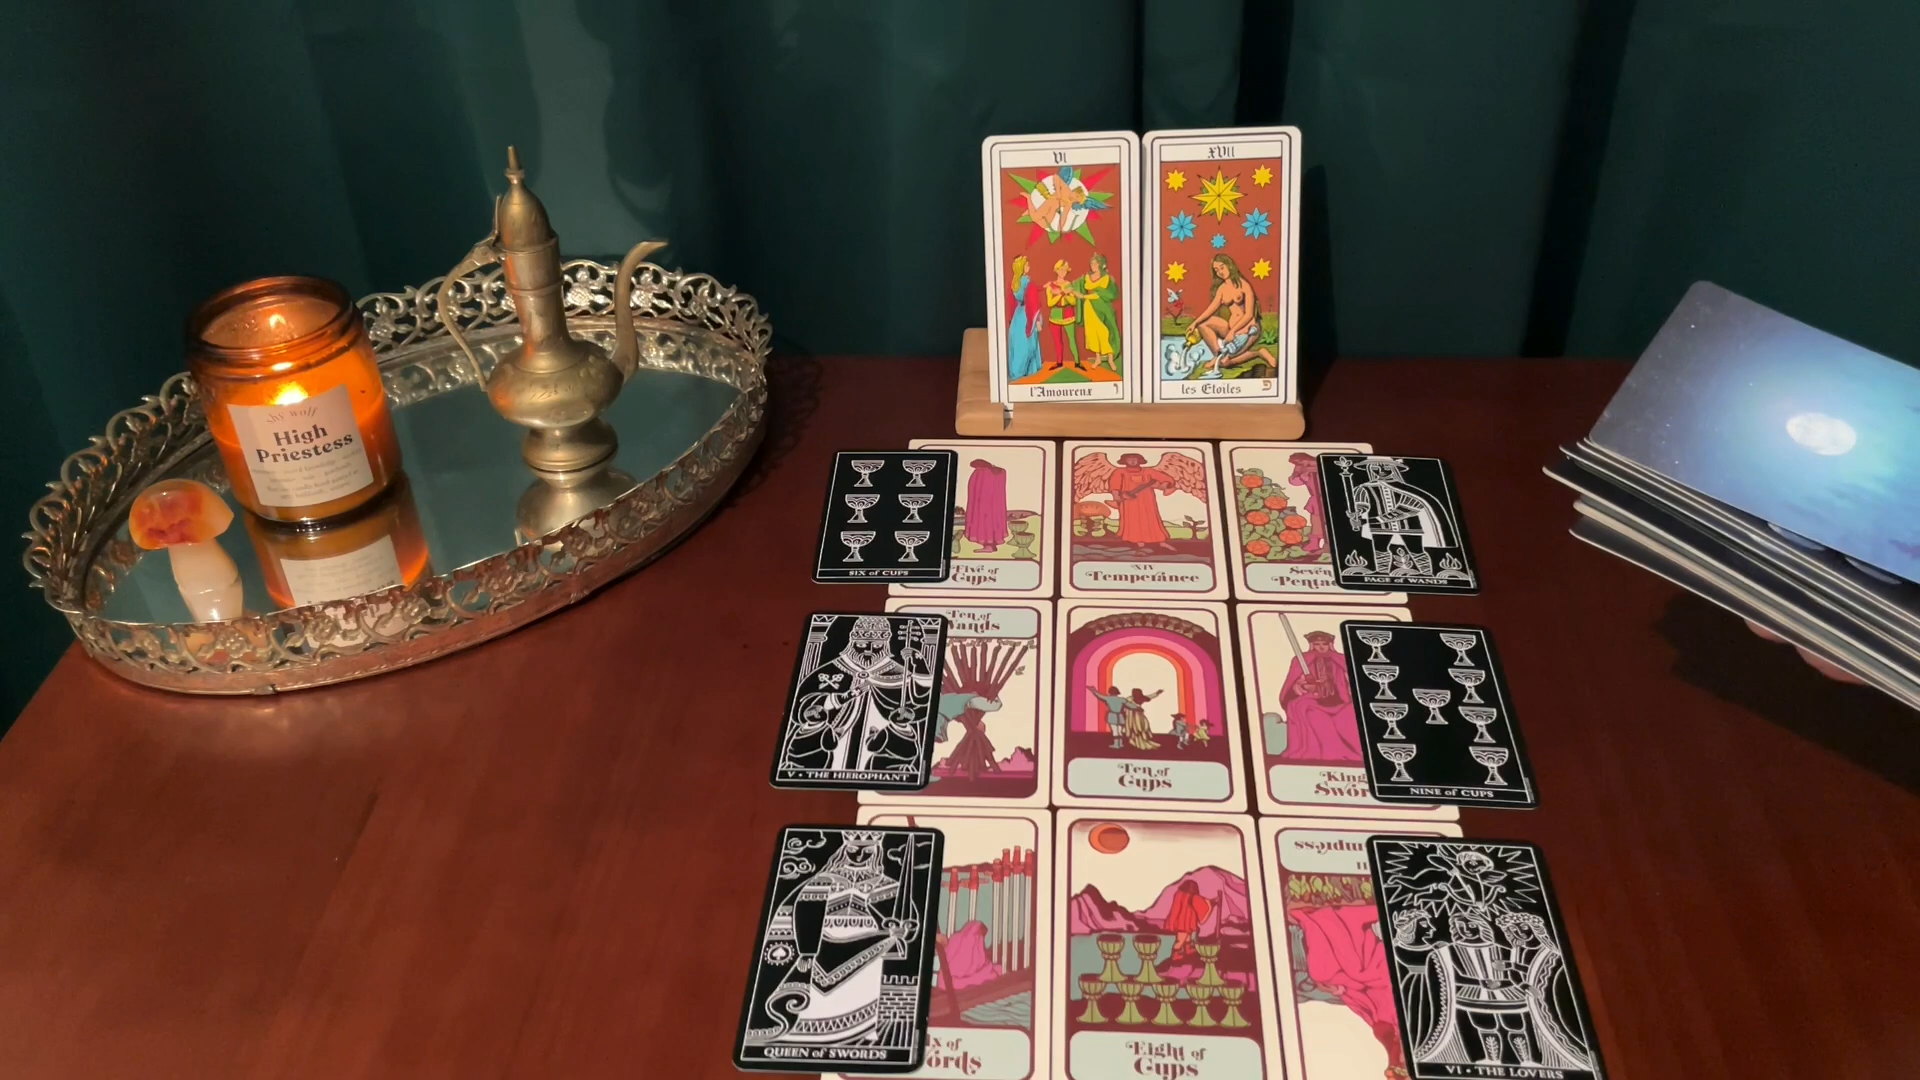 VI
XVII
l'Amoureux
les Etoiles
High
Priestess
SIX of CUPS
Five of
Cups
XIV
Temperance
PAGE of WANDS
Ten of
Wands
V • THE HIEROPHANT
Ten of
Cups
King
NINE OF CUPS
QUEEN of SWORDS
Eight of
Cups
VI • THE LOVERS